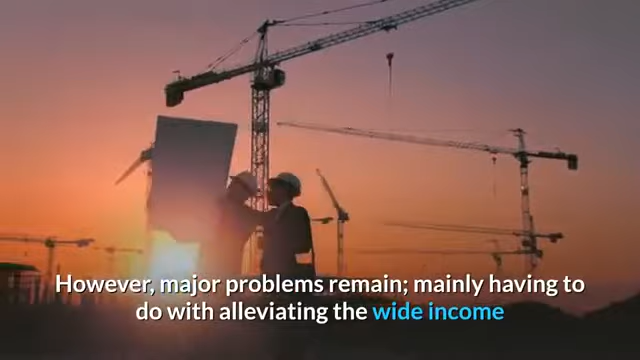 However, major problems remain; mainly having to
do with alleviating the wide income